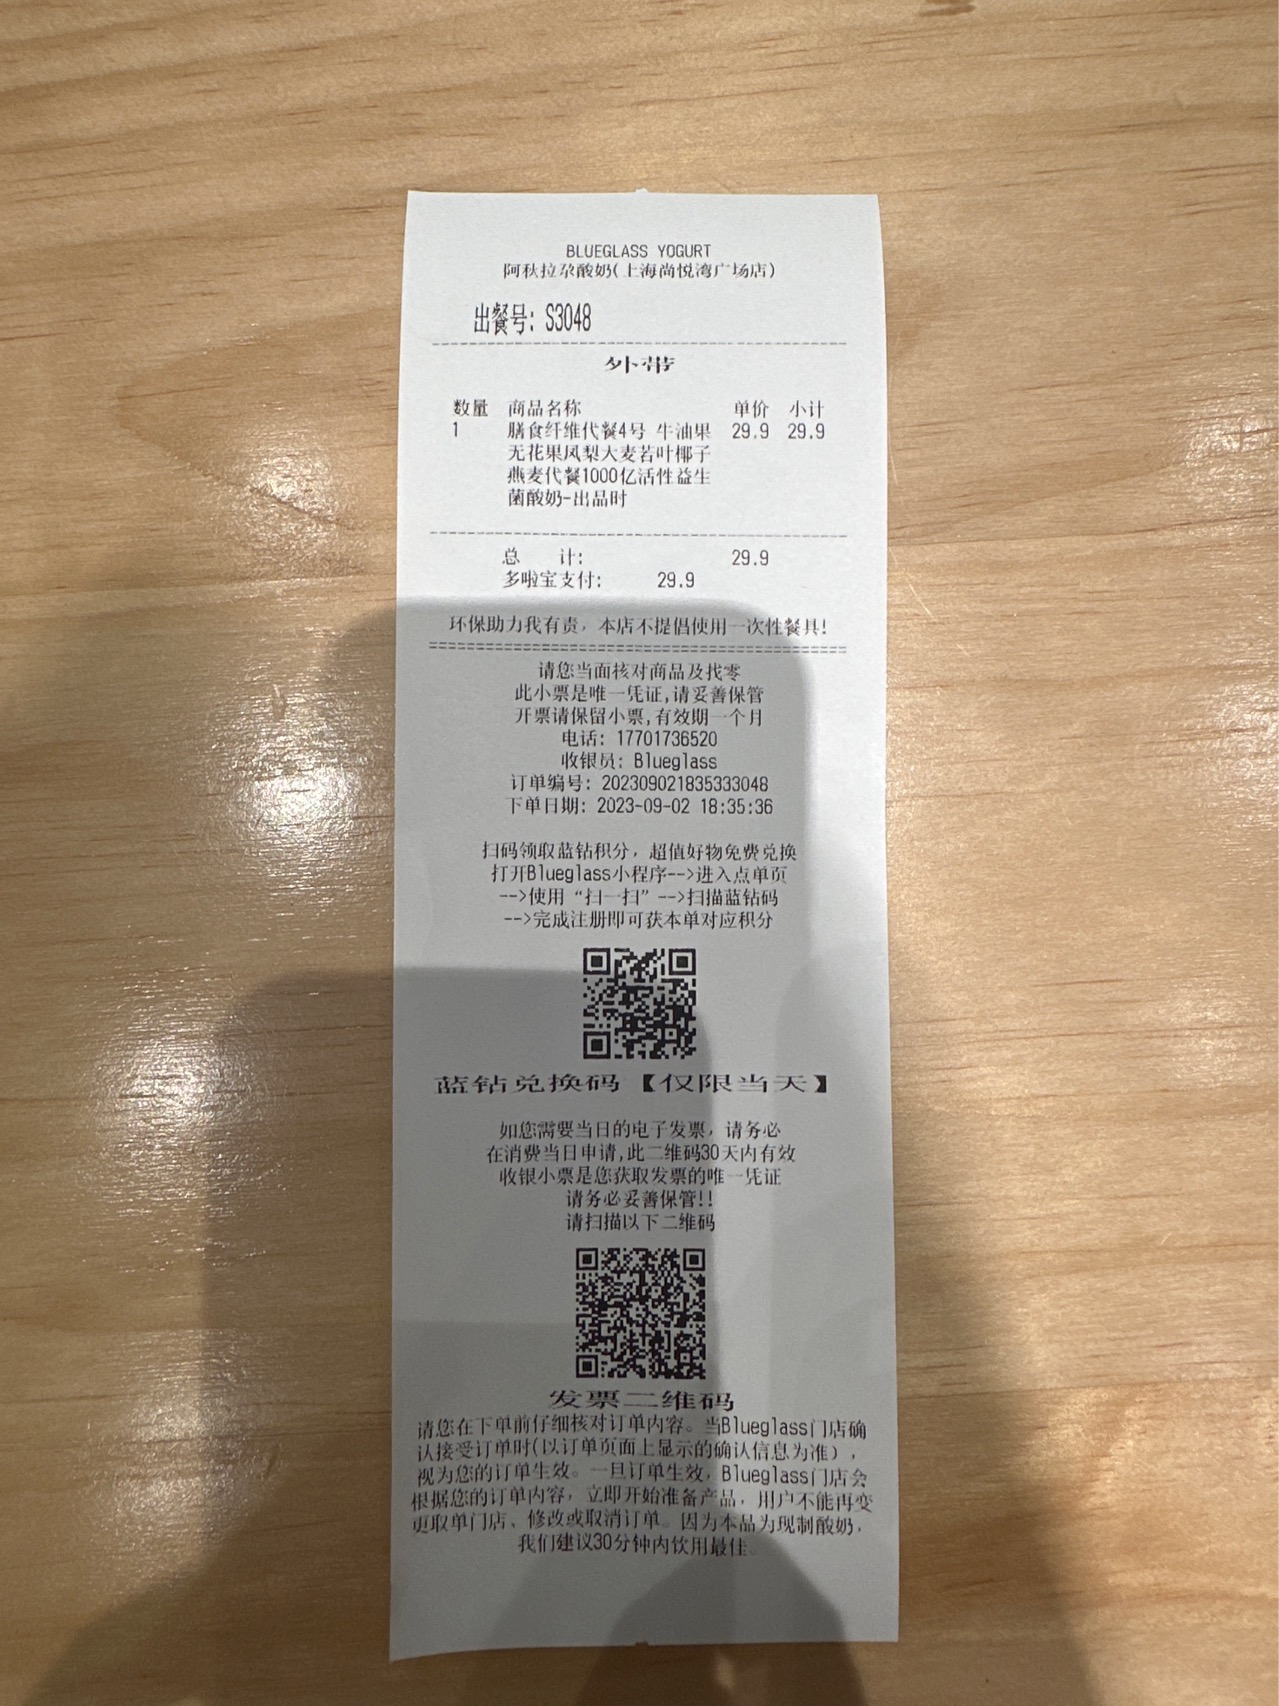 BLUEGLASS YOGURT
阿秋拉尕酸奶(上海尚悦湾广场店)
出餐号: S3048
外带
数量 商品名称 单价 小计
1 膳食纤维代餐4号 牛油果 29.9 29.9
无花果凤梨大麦若叶椰子
燕麦代餐1000亿活性益生
菌酸奶-出品时
总 计: 29.9
多啦宝支付: 29.9
环保助力我有责，本店不提倡使用一次性餐具!
请您当面核对商品及找零
此小票是唯一凭证,请妥善保管
开票请保留小票,有效期一个月
电话: 17701736520
收银员: Blueglass
订单编号: 202309021835333048
下单日期: 2023-09-02 18:35:36
扫码领取蓝钻积分，超值好物免费兑换
打开Blueglass小程序-->进入点单页
-->使用“扫一扫”-->扫描蓝钻码
-->完成注册即可获本单对应积分
蓝钻兑换码【仅限当天】
如您需要当日的电子发票，请务必
在消费当日申请,此二维码30天内有效
收银小票是您获取发票的唯一凭证
请务必妥善保管!!
请扫描以下二维码
发票二维码
请您在下单前仔细核对订单内容。当Blueglass门店确
认接受订单时(以订单页面上显示的确认信息为准)，
视为您的订单生效。一旦订单生效，Blueglass门店会
根据您的订单内容，立即开始准备产品，用户不能再变
更取单门店、修改或取消订单。因为本品为现制酸奶，
我们建议30分钟内饮用最佳。